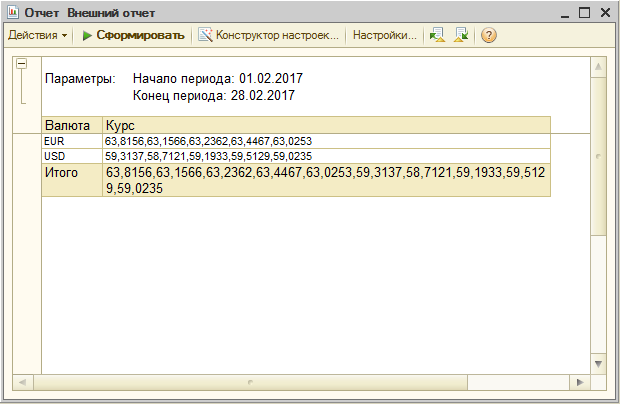 Отчет Внешний отчет
Действия Сформировать Конструктор настроек... Настройки...
Параметры: Начало периода: 01.02.2017
Конец периода: 28.02.2017
Валюта Курс
EUR 63,8156,63,1566,63,2362,63,4467,63,0253
USD 59,3137,58,7121,59,1933,59,5129,59,0235
Итого 63,8156,63,1566,63,2362,63,4467,63,0253,59,3137,58,7121,59,1933,59,512
9,59,0235